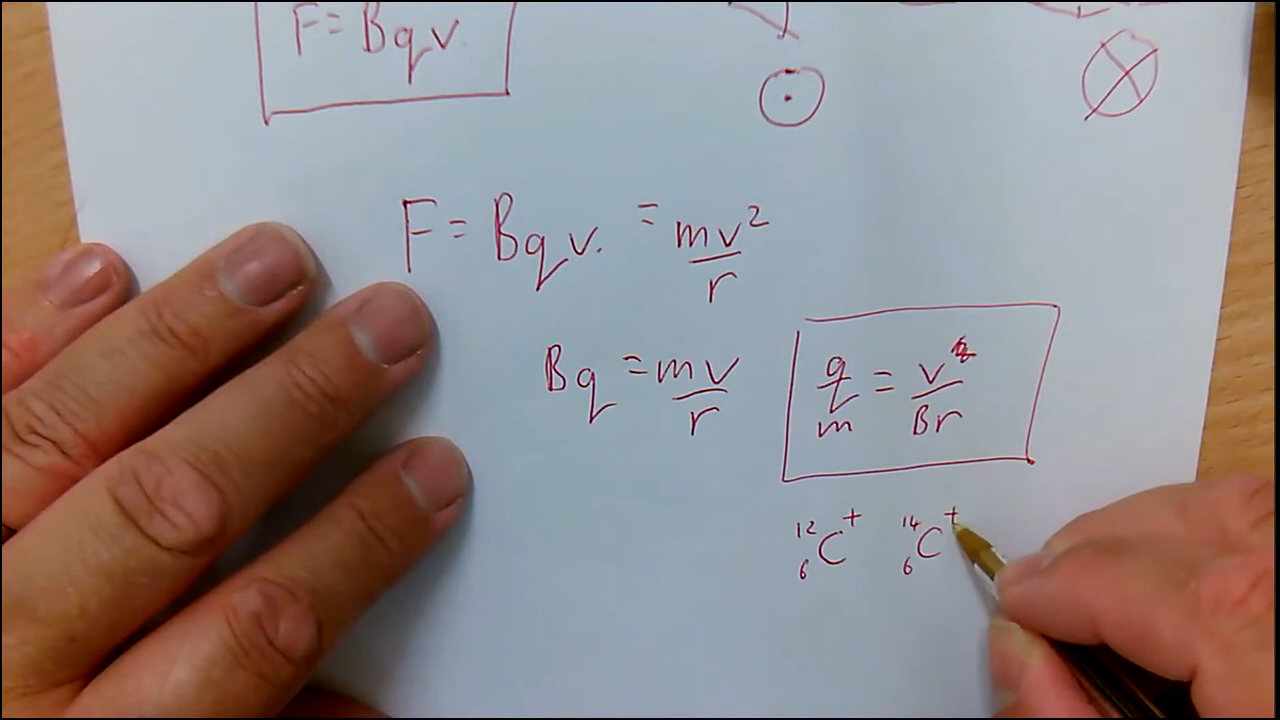 F = Bqv.
F = Bqv. = mv²/r
Bq = mv/r
q/m = v/Br
¹²₆C⁺ ¹⁴₆C⁺